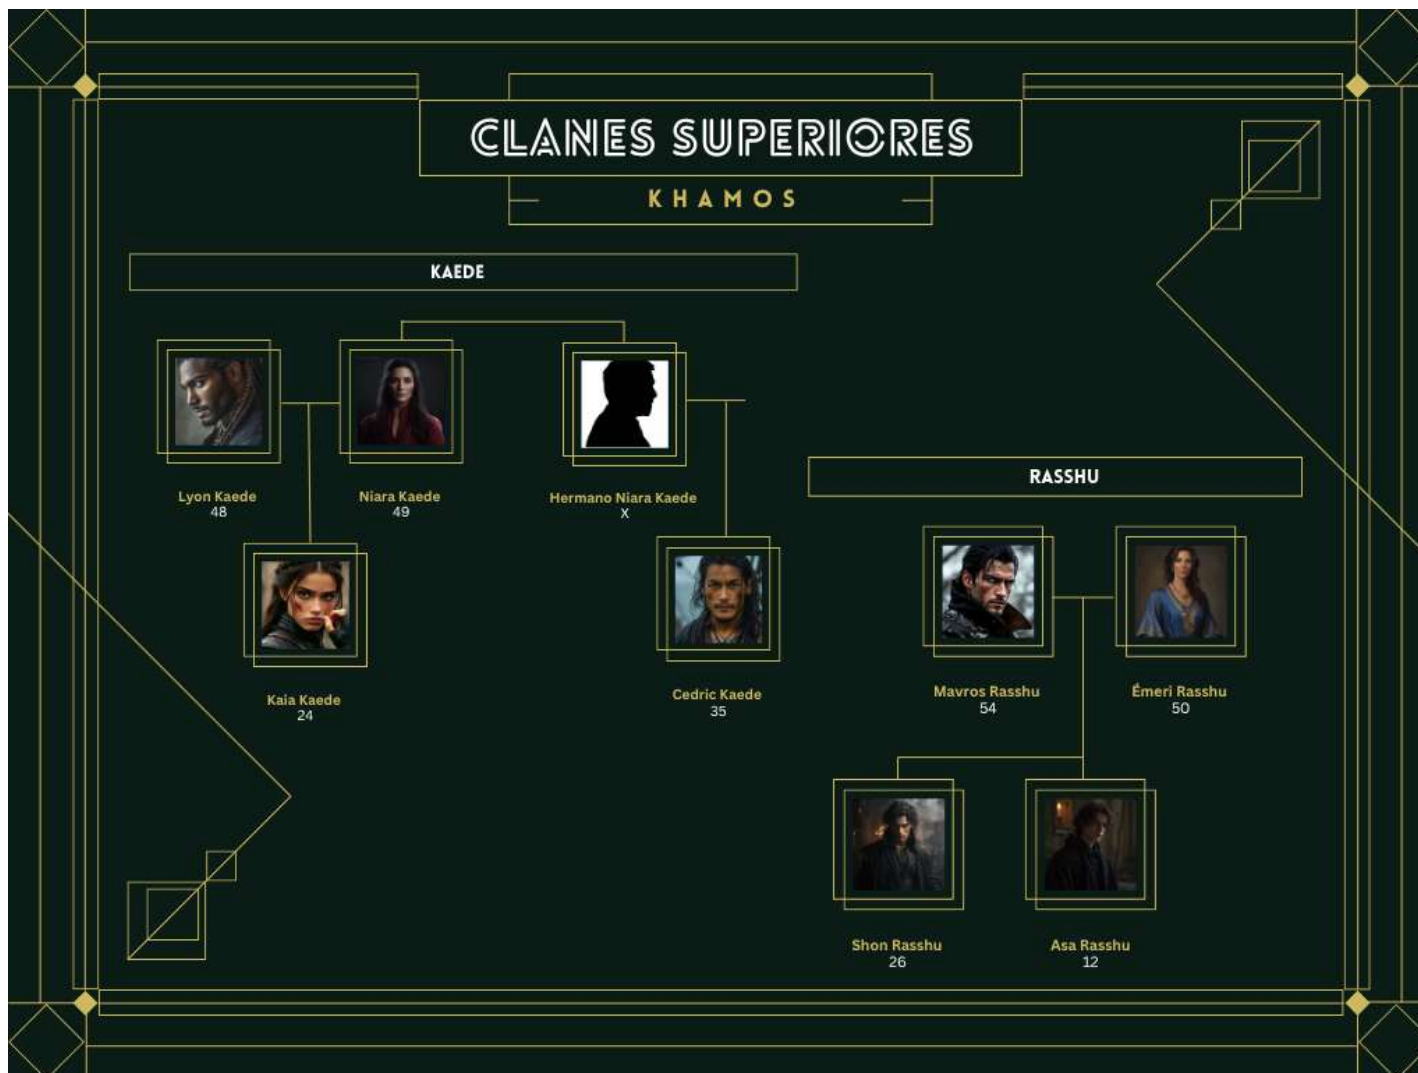 CLANES SUPERIORES
KHAMOS
KAEDE
Lyon Kaede
48
Niara Kaede
49
Hermano Niara Kaede
X
Kaia Kaede
24
Cedric Kaede
35
RASSHU
Mavros Rasshu
54
Émeri Rasshu
50
Shon Rasshu
26
Asa Rasshu
12